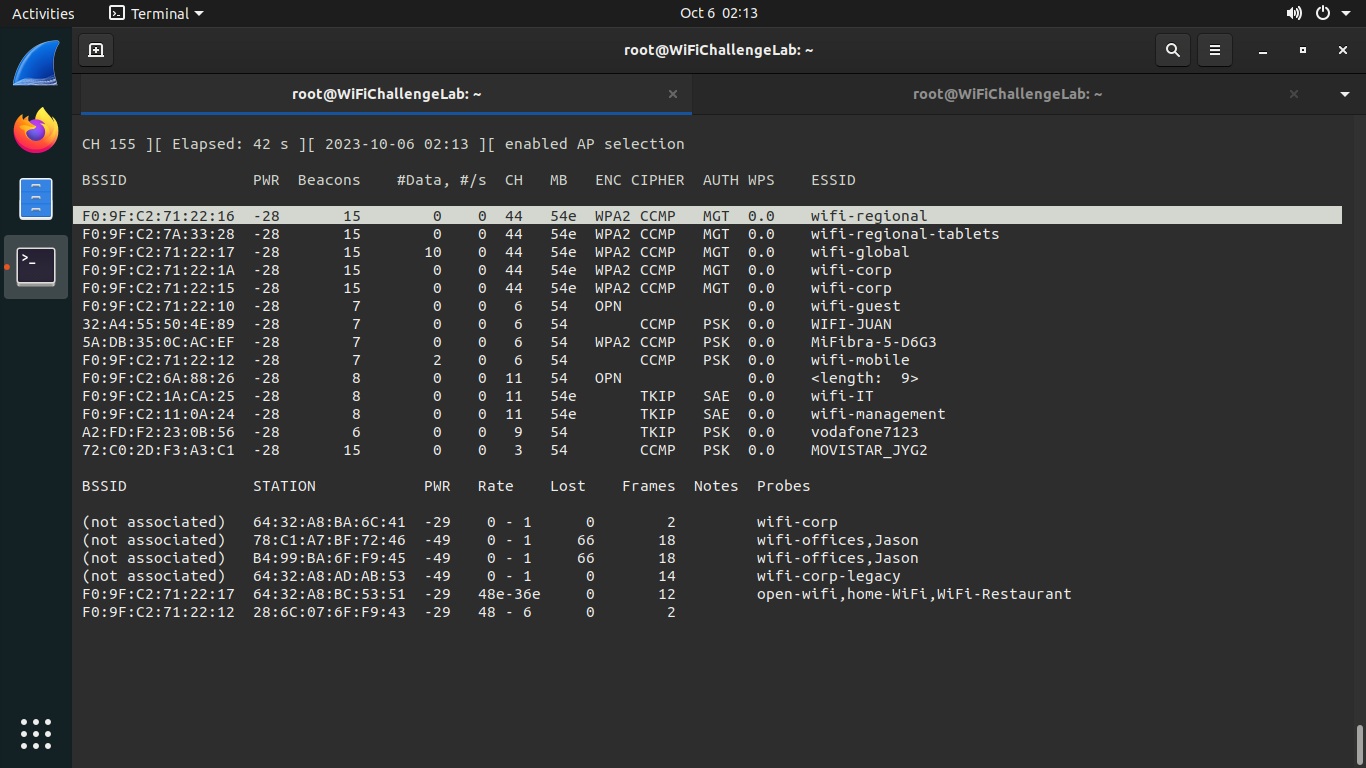 Activities Terminal Oct 6 02:13
root@WiFiChallengeLab: ~
root@WiFiChallengeLab: ~ root@WiFiChallengeLab: ~
CH 155 ][ Elapsed: 42 s ][ 2023-10-06 02:13 ][ enabled AP selection
BSSID PWR Beacons #Data, #/s CH MB ENC CIPHER AUTH WPS ESSID
F0:9F:C2:71:22:16 -28 15 0 0 44 54e WPA2 CCMP MGT 0.0 wifi-regional
F0:9F:C2:7A:33:28 -28 15 0 0 44 54e WPA2 CCMP MGT 0.0 wifi-regional-tablets
F0:9F:C2:71:22:17 -28 15 10 0 44 54e WPA2 CCMP MGT 0.0 wifi-global
F0:9F:C2:71:22:1A -28 15 0 0 44 54e WPA2 CCMP MGT 0.0 wifi-corp
F0:9F:C2:71:22:15 -28 15 0 0 44 54e WPA2 CCMP MGT 0.0 wifi-corp
F0:9F:C2:71:22:10 -28 7 0 0 6 54 OPN 0.0 wifi-guest
32:A4:55:50:4E:89 -28 7 0 0 6 54 CCMP PSK 0.0 WIFI-JUAN
5A:DB:35:0C:AC:EF -28 7 0 0 6 54 WPA2 CCMP PSK 0.0 MiFibra-5-D6G3
F0:9F:C2:71:22:12 -28 7 2 0 6 54 CCMP PSK 0.0 wifi-mobile
F0:9F:C2:6A:88:26 -28 8 0 0 11 54 OPN 0.0 <length: 9>
F0:9F:C2:1A:CA:25 -28 8 0 0 11 54e TKIP SAE 0.0 wifi-IT
F0:9F:C2:11:0A:24 -28 8 0 0 11 54e TKIP SAE 0.0 wifi-management
A2:FD:F2:23:0B:56 -28 6 0 0 9 54 TKIP PSK 0.0 vodafone7123
72:C0:2D:F3:A3:C1 -28 15 0 0 3 54 CCMP PSK 0.0 MOVISTAR_JYG2
BSSID STATION PWR Rate Lost Frames Notes Probes
(not associated) 64:32:A8:BA:6C:41 -29 0 - 1 0 2 wifi-corp
(not associated) 78:C1:A7:BF:72:46 -49 0 - 1 66 18 wifi-offices,Jason
(not associated) B4:99:BA:6F:F9:45 -49 0 - 1 66 18 wifi-offices,Jason
(not associated) 64:32:A8:AD:AB:53 -49 0 - 1 0 14 wifi-corp-legacy
F0:9F:C2:71:22:17 64:32:A8:BC:53:51 -29 48e-36e 0 12 open-wifi,home-WiFi,WiFi-Restaurant
F0:9F:C2:71:22:12 28:6C:07:6F:F9:43 -29 48 - 6 0 2